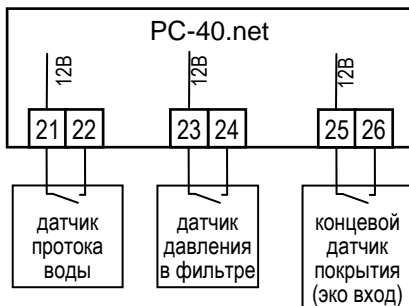 PC-40.net
12В 12В 12В
21 22 23 24 25 26
датчик
протока
воды
датчик
давления
в фильтре
концевой
датчик
покрытия
(эко вход)